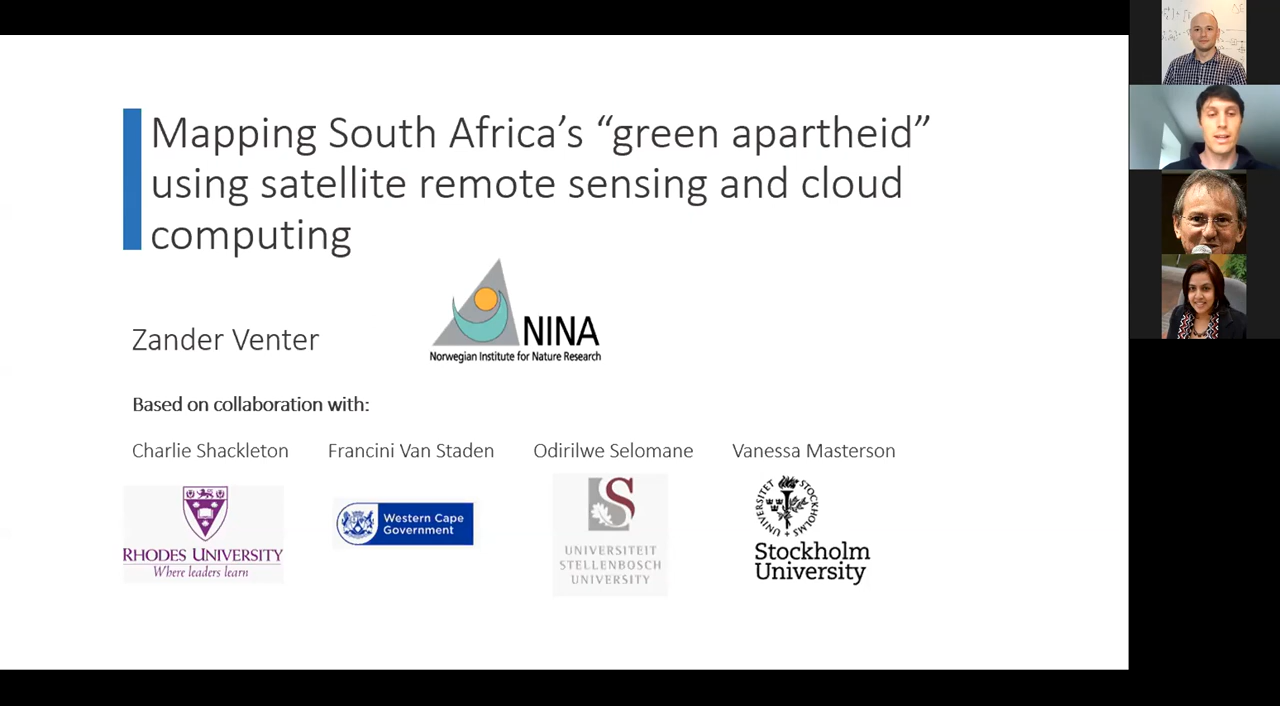 Mapping South Africa’s “green apartheid”
using satellite remote sensing and cloud
computing
Zander Venter
NINA
Norwegian Institute for Nature Research
Based on collaboration with:
Charlie Shackleton
Francini Van Staden
Odirilwe Selomane
Vanessa Masterson
RHODES UNIVERSITY
Where leaders learn
Western Cape
Government
UNIVERSITEIT
STELLENBOSCH
UNIVERSITY
STOCKHOLMS
UNIVERSITET
Stockholm
University